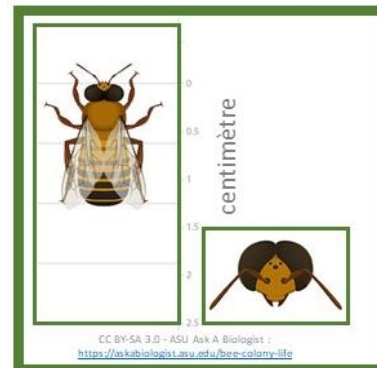 0
0.5
centimètre
1
1.5
2
2.5
CC BY-SA 3.0 - ASU Ask A Biologist :
https://askabiologist.asu.edu/bee-colony-life